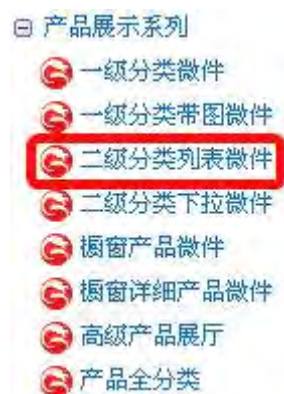 产品展示系列
一级分类微件
一级分类带图微件
二级分类列表微件
二级分类下拉微件
橱窗产品微件
橱窗详细产品微件
高级产品展厅
产品全分类